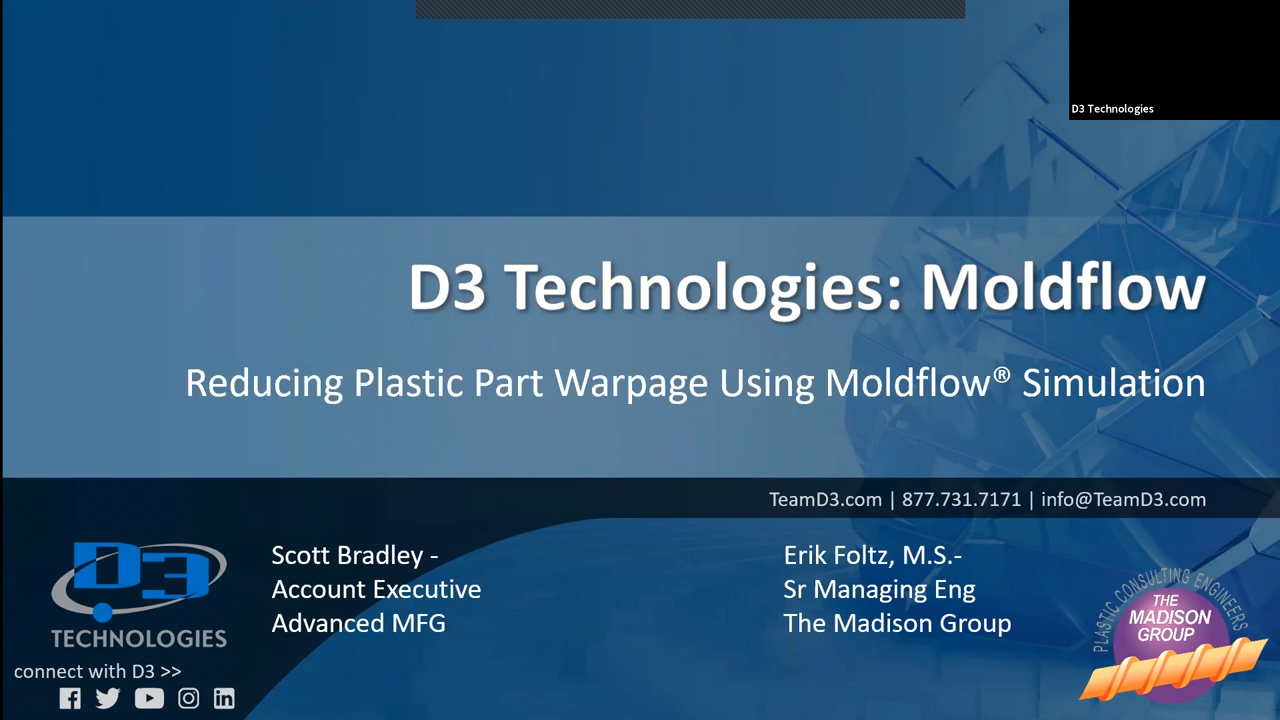 D3 Technologies
D3 Technologies: Moldflow
Reducing Plastic Part Warpage Using Moldflow® Simulation
TeamD3.com | 877.731.7171 | info@TeamD3.com
Scott Bradley -
Account Executive
Advanced MFG
Erik Foltz, M.S.-
Sr Managing Eng
The Madison Group
D3
TECHNOLOGIES
connect with D3 >>
PLASTIC CONSULTING ENGINEERS
THE
MADISON
GROUP